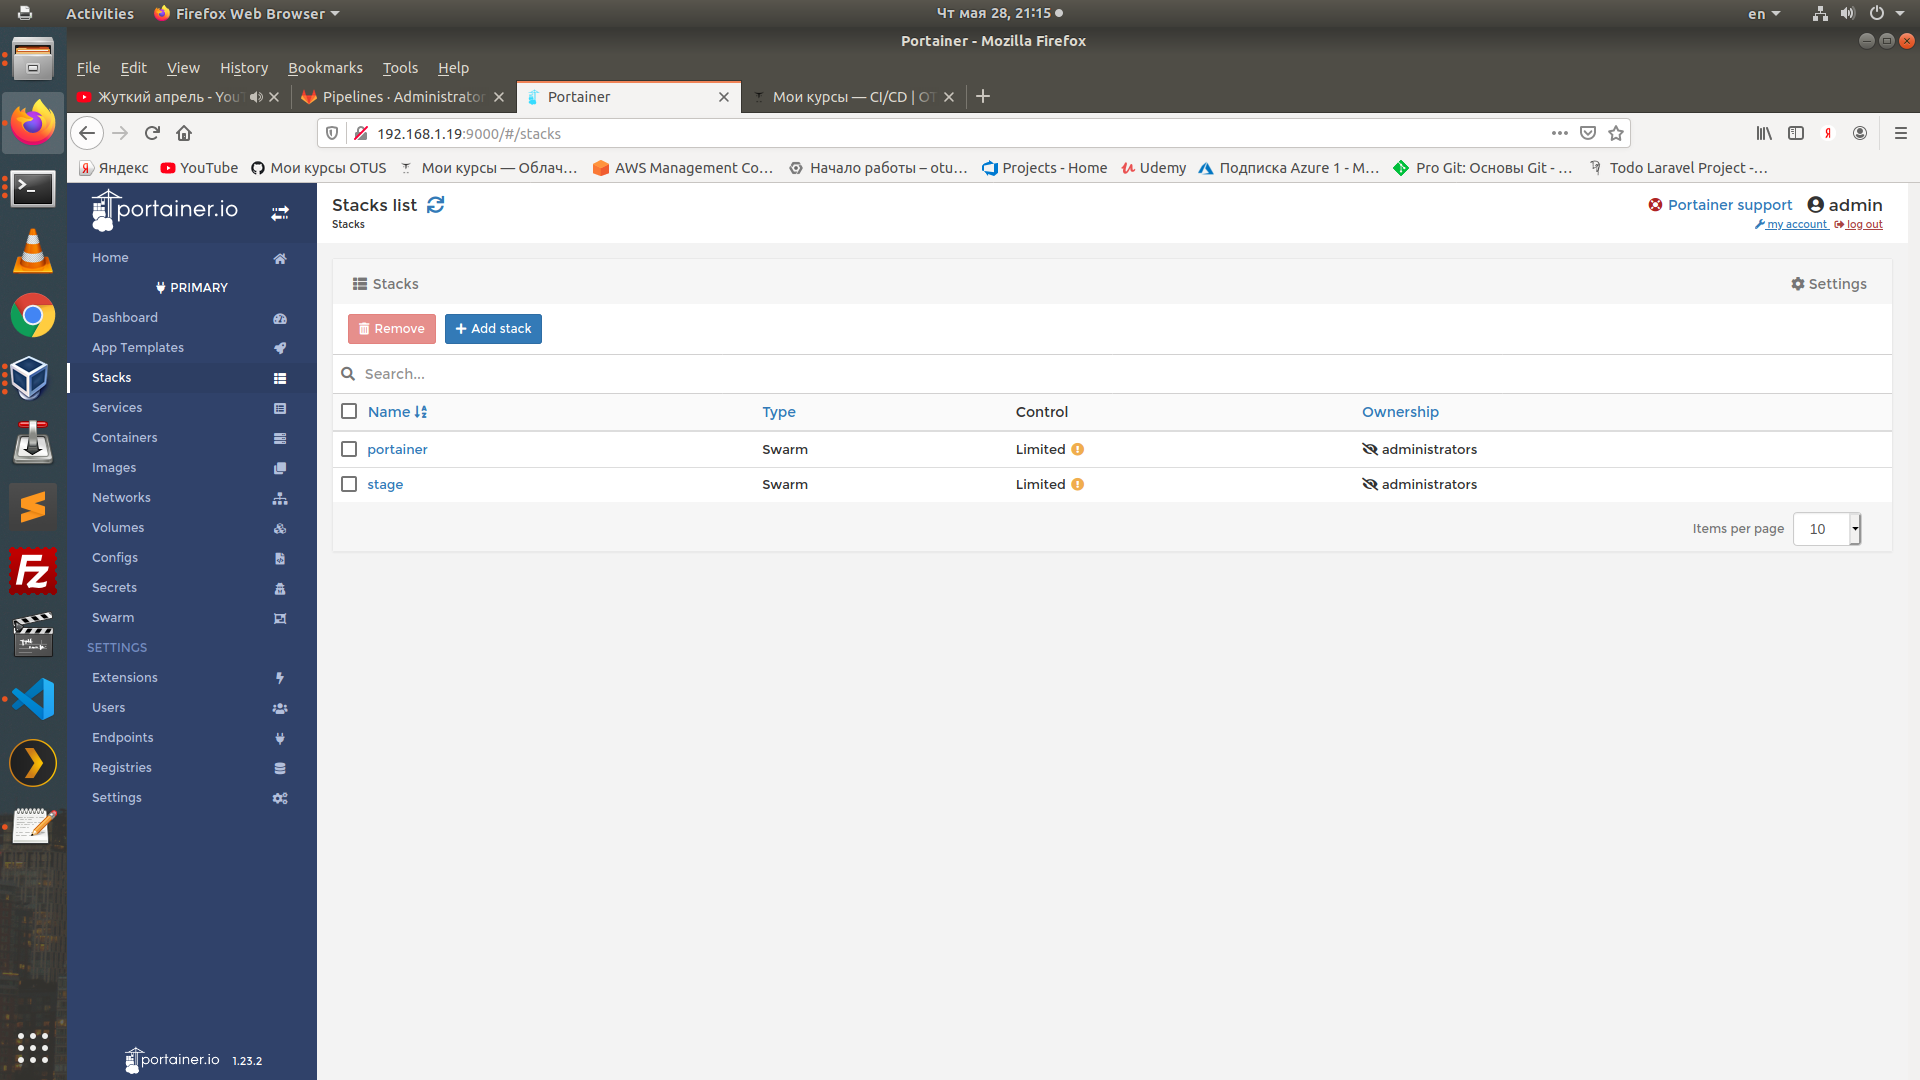 Activities Firefox Web Browser Чт мая 28, 21:15 en
Portainer - Mozilla Firefox
File Edit View History Bookmarks Tools Help
Жуткий апрель - You Pipelines · Administrator Portainer Мои курсы — CI/CD | ОТ
192.168.1.19:9000/#/stacks
Яндекс YouTube Мои курсы OTUS Мои курсы — Облач... AWS Management Co... Начало работы – otu... Projects - Home Udemy Подписка Azure 1 - M... Pro Git: Основы Git - ... Todo Laravel Project -...
portainer.io
Stacks list
Stacks
Portainer support admin
my account log out
Home
PRIMARY
Dashboard
App Templates
Stacks
Services
Containers
Images
Networks
Volumes
Configs
Secrets
Swarm
SETTINGS
Extensions
Users
Endpoints
Registries
Settings
portainer.io 1.23.2
Stacks Settings
Remove Add stack
Search...
Name Type Control Ownership
portainer Swarm Limited administrators
stage Swarm Limited administrators
Items per page 10